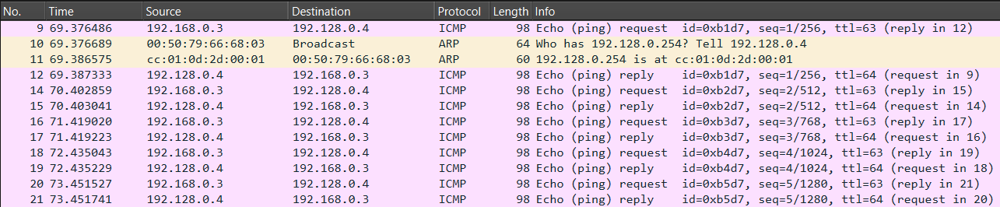 No. Time Source Destination Protocol Length Info
9 69.376486 192.168.0.3 192.128.0.4 ICMP 98 Echo (ping) request id=0xb1d7, seq=1/256, ttl=63 (reply in 12)
10 69.376689 00:50:79:66:68:03 Broadcast ARP 64 Who has 192.128.0.254? Tell 192.128.0.4
11 69.386575 cc:01:0d:2d:00:01 00:50:79:66:68:03 ARP 60 192.128.0.254 is at cc:01:0d:2d:00:01
12 69.387333 192.128.0.4 192.168.0.3 ICMP 98 Echo (ping) reply id=0xb1d7, seq=1/256, ttl=64 (request in 9)
14 70.402859 192.168.0.3 192.128.0.4 ICMP 98 Echo (ping) request id=0xb2d7, seq=2/512, ttl=63 (reply in 15)
15 70.403041 192.128.0.4 192.168.0.3 ICMP 98 Echo (ping) reply id=0xb2d7, seq=2/512, ttl=64 (request in 14)
16 71.419020 192.168.0.3 192.128.0.4 ICMP 98 Echo (ping) request id=0xb3d7, seq=3/768, ttl=63 (reply in 17)
17 71.419223 192.128.0.4 192.168.0.3 ICMP 98 Echo (ping) reply id=0xb3d7, seq=3/768, ttl=64 (request in 16)
18 72.435043 192.168.0.3 192.128.0.4 ICMP 98 Echo (ping) request id=0xb4d7, seq=4/1024, ttl=63 (reply in 19)
19 72.435229 192.128.0.4 192.168.0.3 ICMP 98 Echo (ping) reply id=0xb4d7, seq=4/1024, ttl=64 (request in 18)
20 73.451527 192.168.0.3 192.128.0.4 ICMP 98 Echo (ping) request id=0xb5d7, seq=5/1280, ttl=63 (reply in 21)
21 73.451741 192.128.0.4 192.168.0.3 ICMP 98 Echo (ping) reply id=0xb5d7, seq=5/1280, ttl=64 (request in 20)